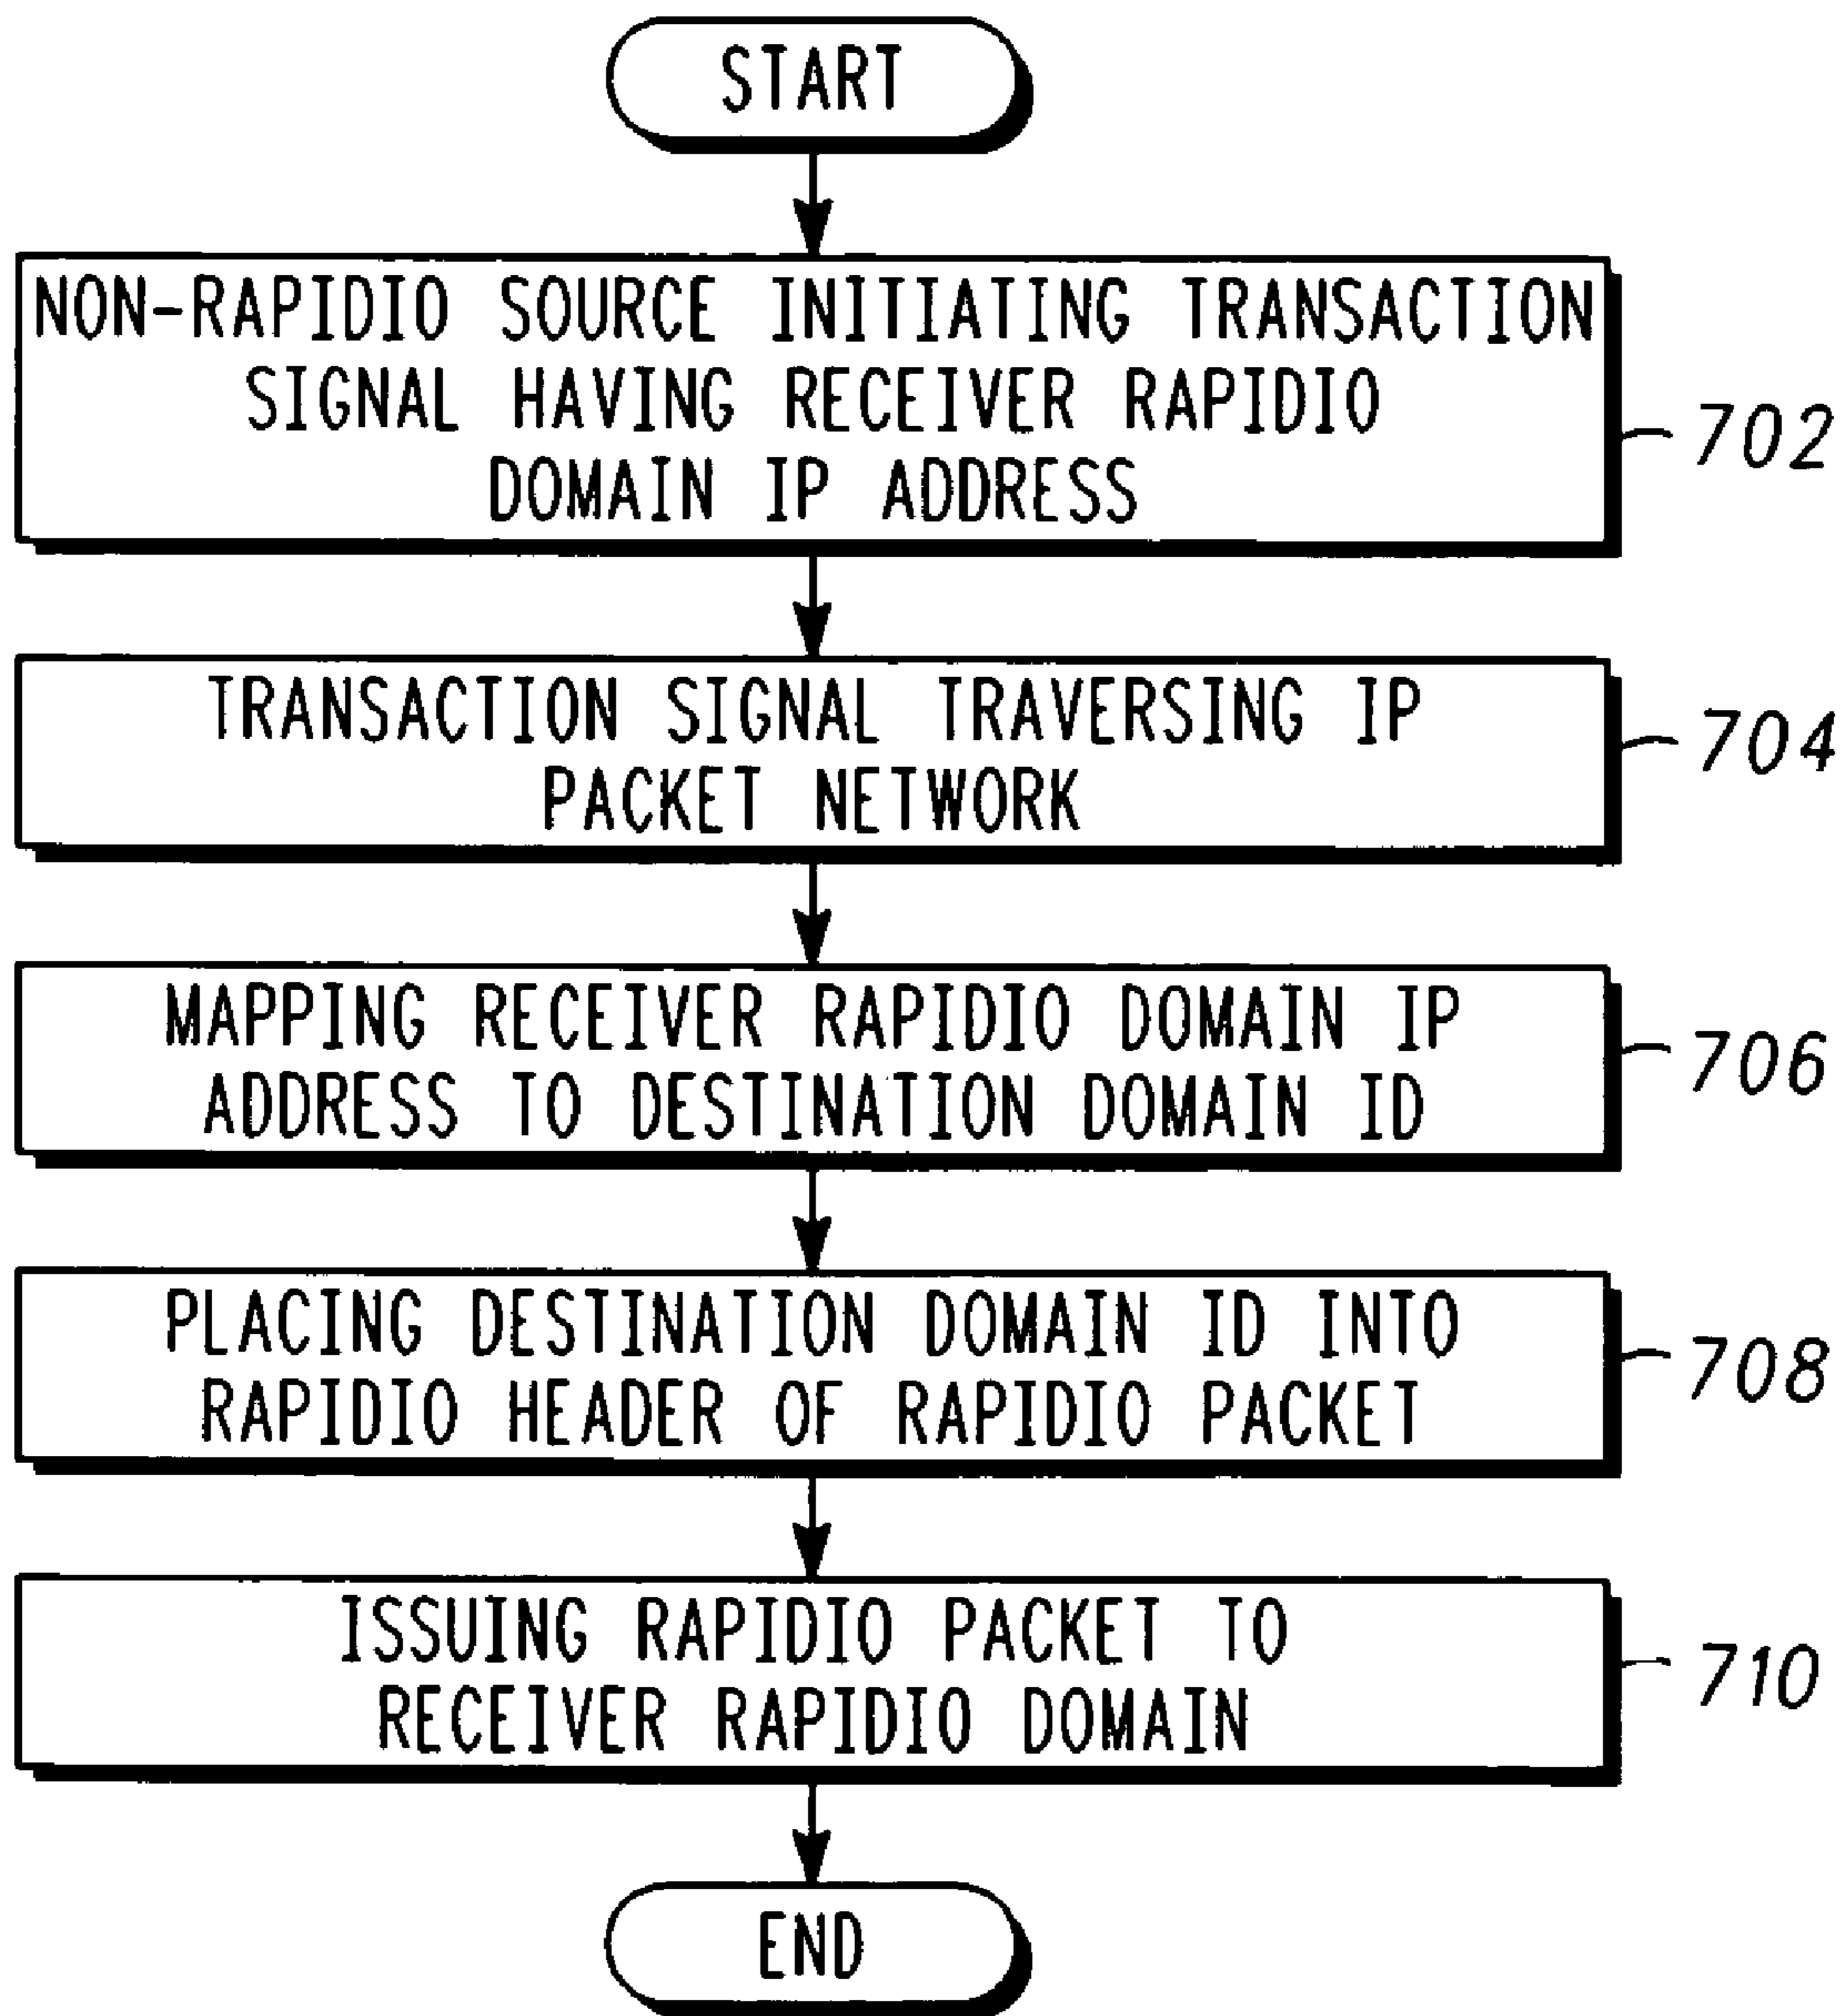 START
NON-RAPIDIO SOURCE INITIATING TRANSACTION
SIGNAL HAVING RECEIVER RAPIDIO
DOMAIN IP ADDRESS
702
TRANSACTION SIGNAL TRAVERSING IP
PACKET NETWORK
704
MAPPING RECEIVER RAPIDIO DOMAIN IP
ADDRESS TO DESTINATION DOMAIN ID
706
PLACING DESTINATION DOMAIN ID INTO
RAPIDIO HEADER OF RAPIDIO PACKET
708
ISSUING RAPIDIO PACKET TO
RECEIVER RAPIDIO DOMAIN
710
END